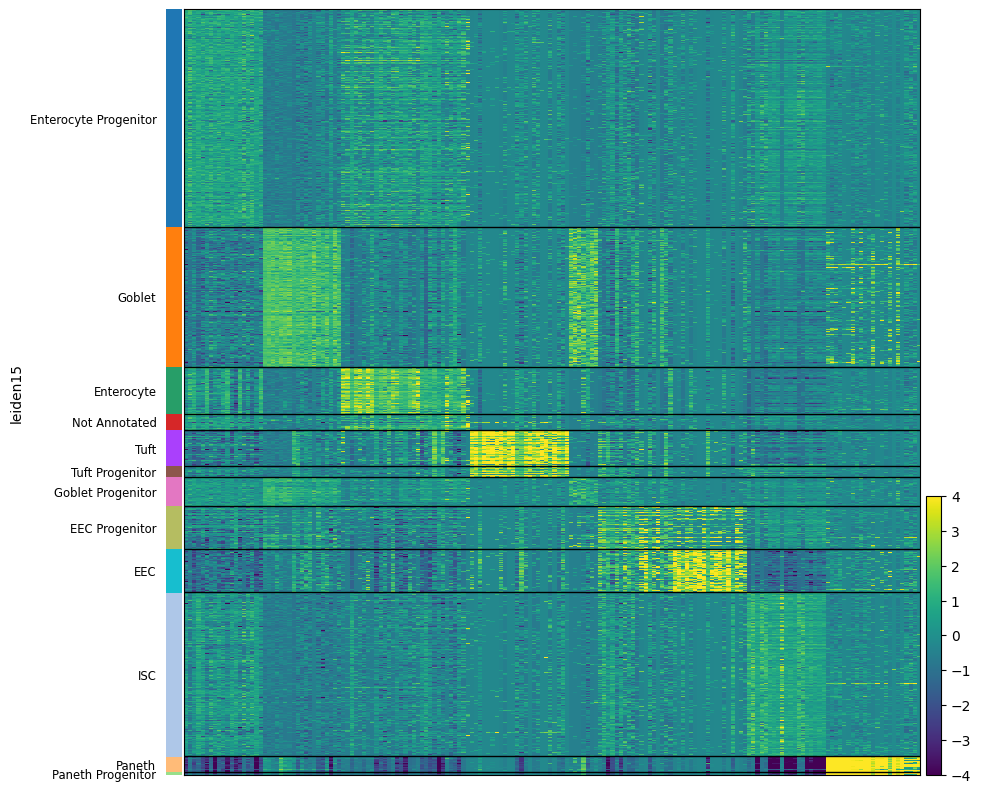 Enterocyte Progenitor
Goblet
leiden15
Enterocyte
Not Annotated
Tuft
Tuft Progenitor
Goblet Progenitor
EEC Progenitor
EEC
ISC
Paneth
Paneth Progenitor
4
3
2
1
0
−1
−2
−3
−4